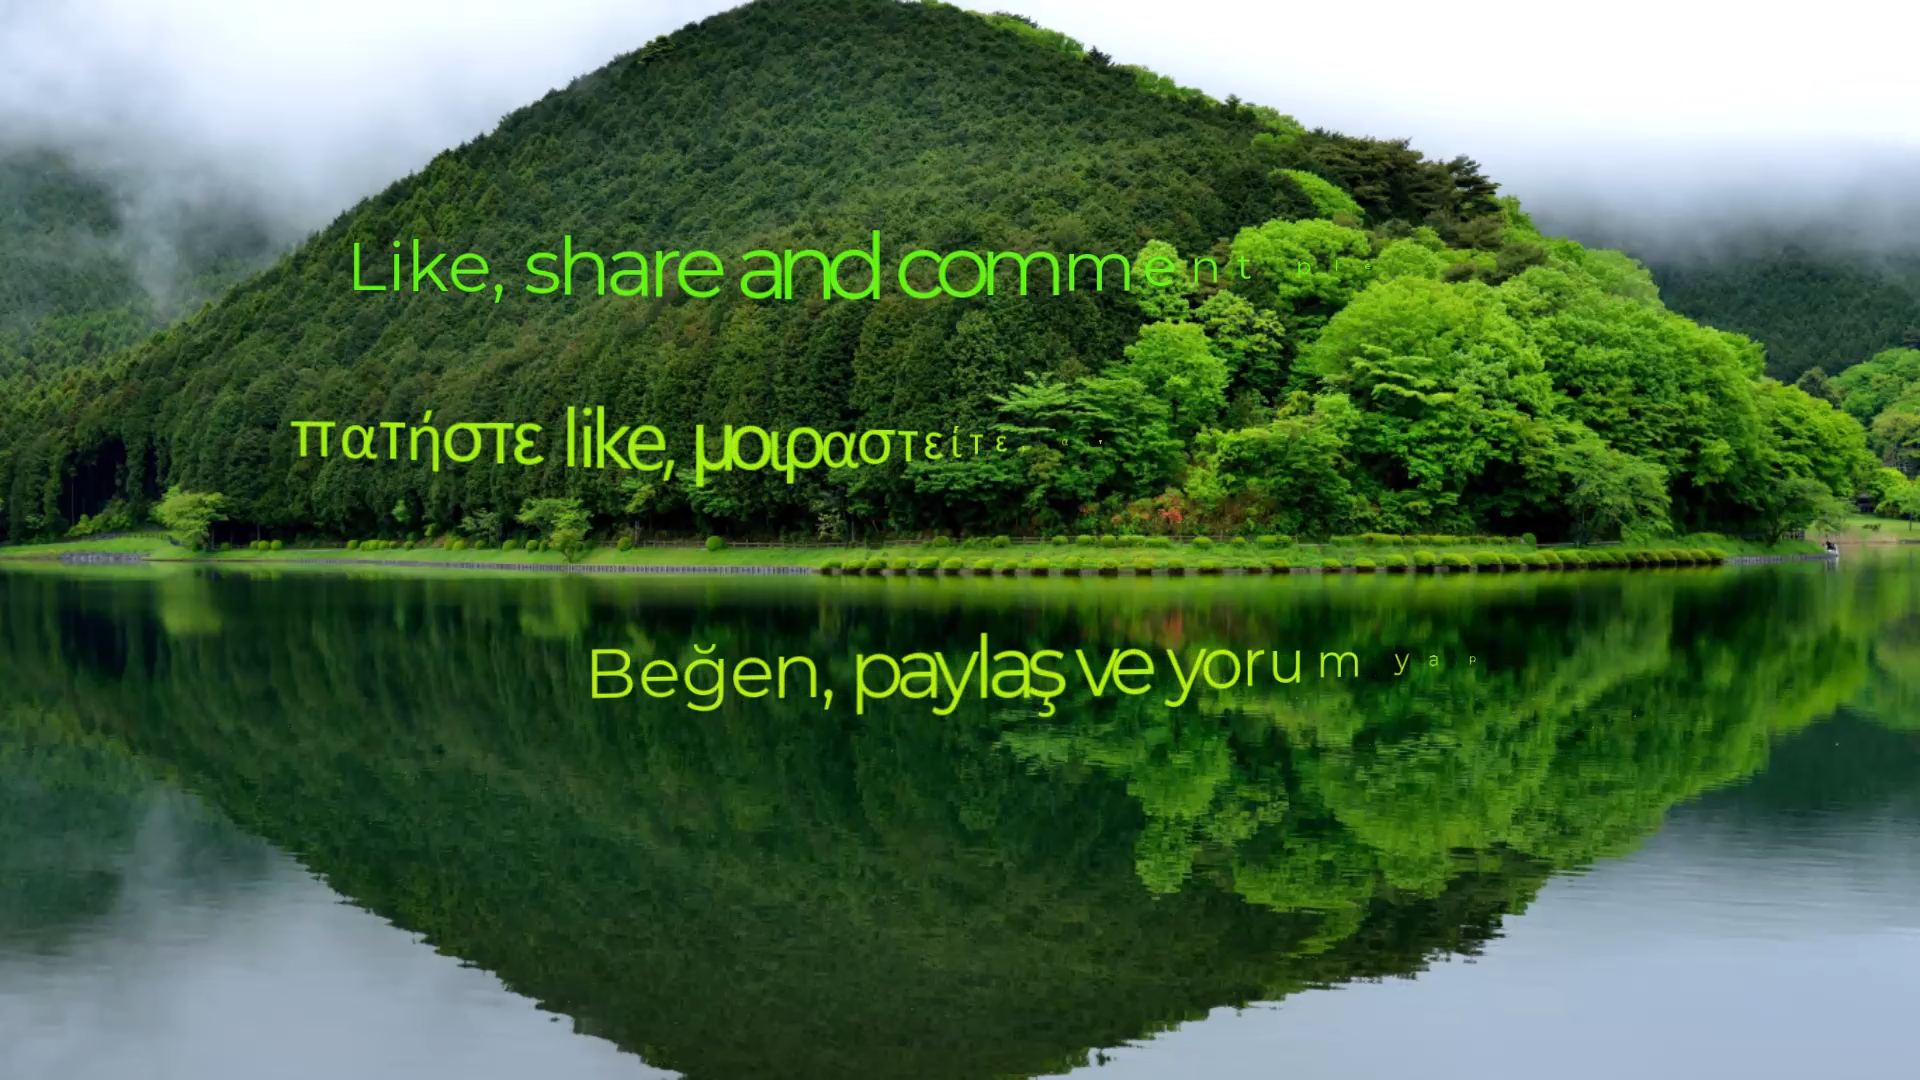 Like, share and comment
πατήστε like, μοιραστείτε,
Beğen, paylaş ve yorum yap